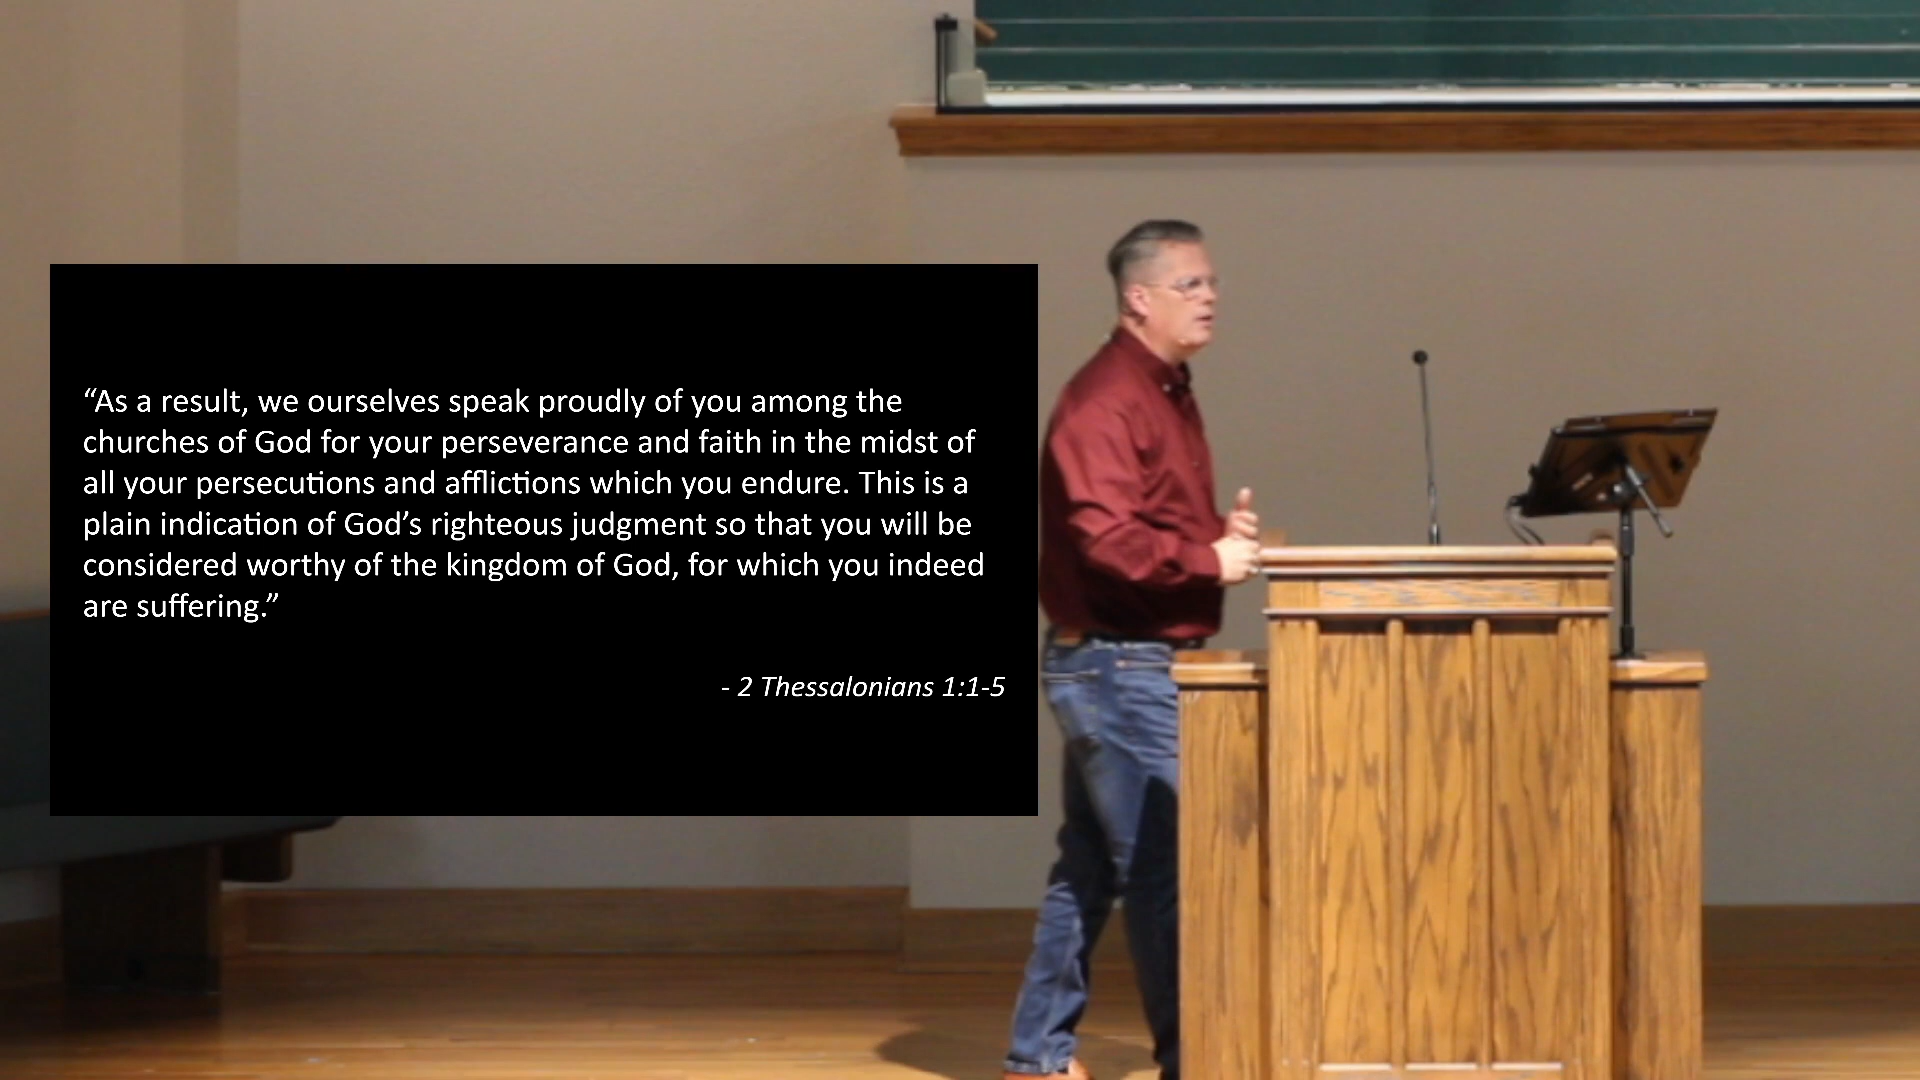 “As a result, we ourselves speak proudly of you among the
churches of God for your perseverance and faith in the midst of
all your persecutions and afflictions which you endure. This is a
plain indication of God’s righteous judgment so that you will be
considered worthy of the kingdom of God, for which you indeed
are suffering.”
- 2 Thessalonians 1:1-5